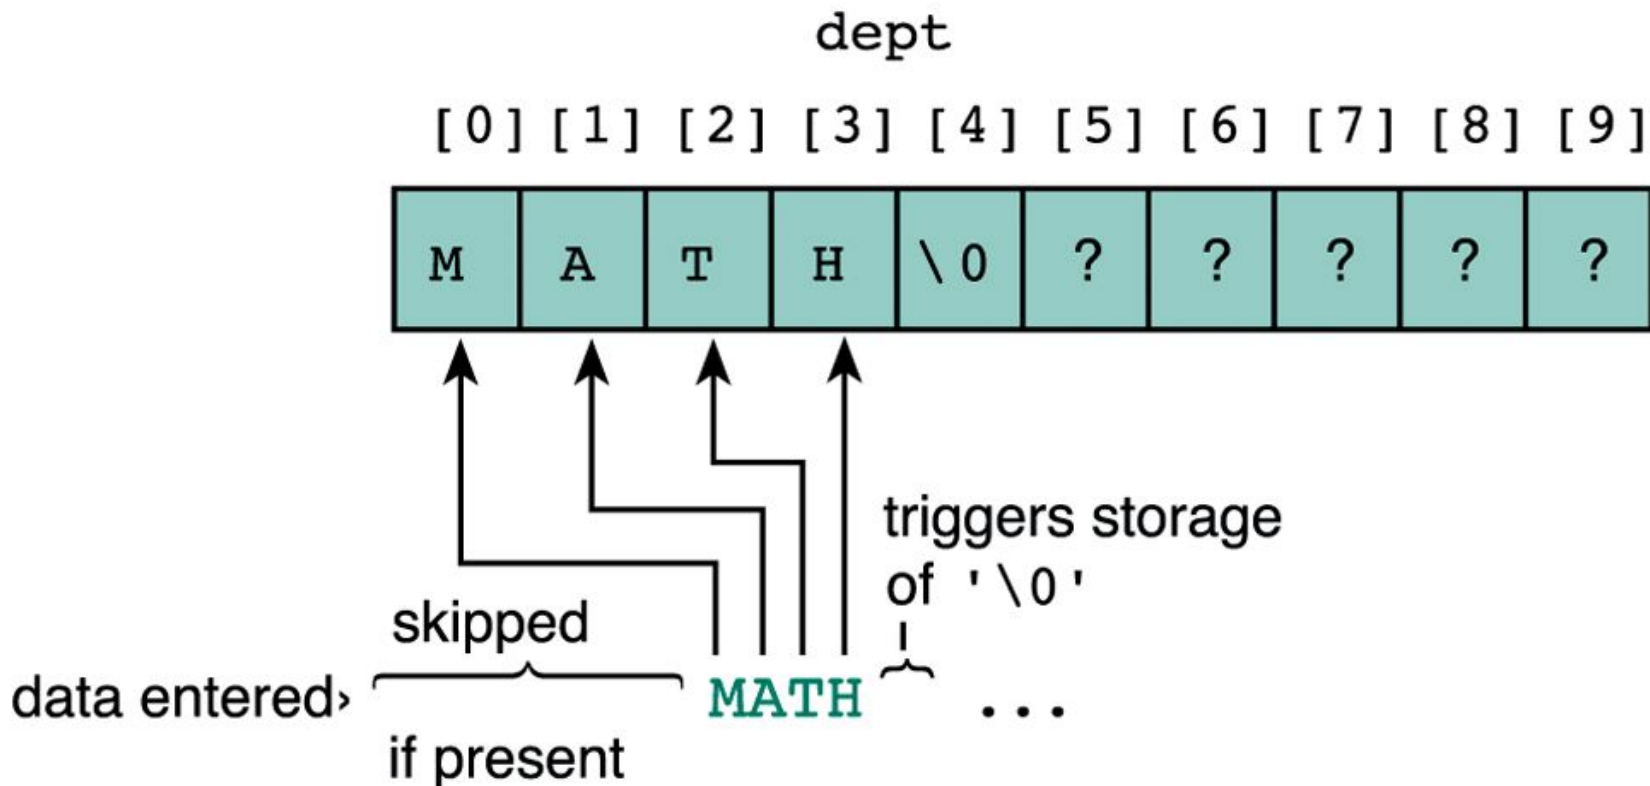 dept
[0] [1] [2] [3] [4] [5] [6] [7] [8] [9]
M A T H \0 ? ? ? ? ?
triggers storage
of '\0'
skipped
data entered> MATH ...
if present